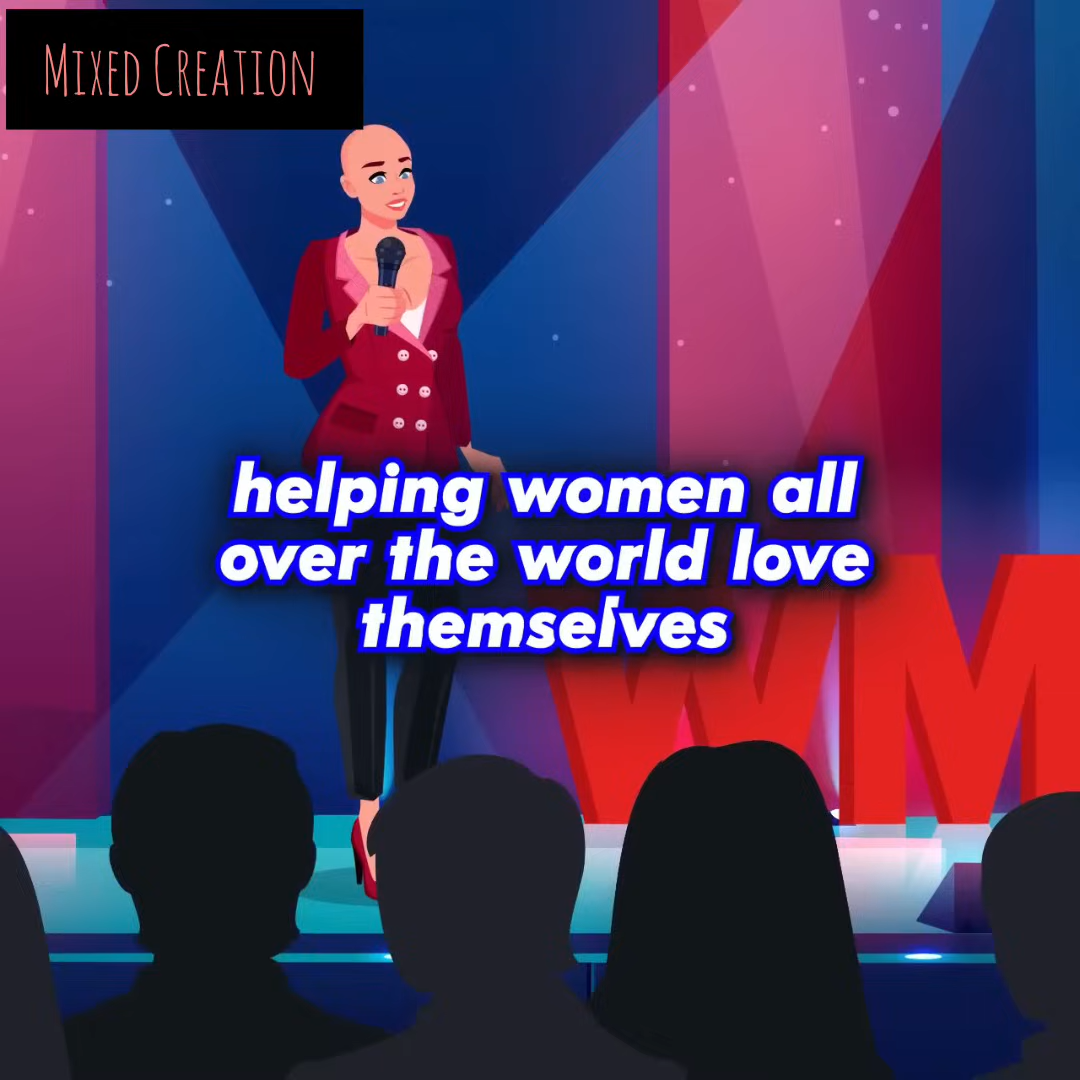 Mixed Creation
helping women all
over the world love
themselves
WM